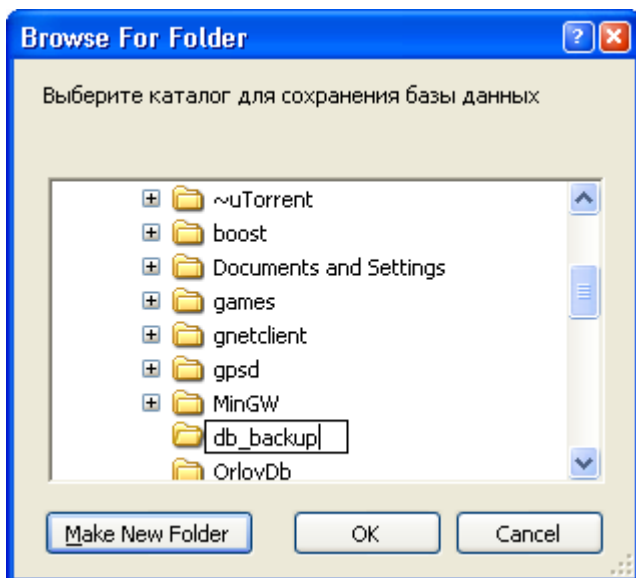 Browse For Folder
Выберите каталог для сохранения базы данных
~uTorrent
boost
Documents and Settings
games
gnetclient
gpsd
MinGW
db_backup
OrlovDb
Make New Folder OK Cancel